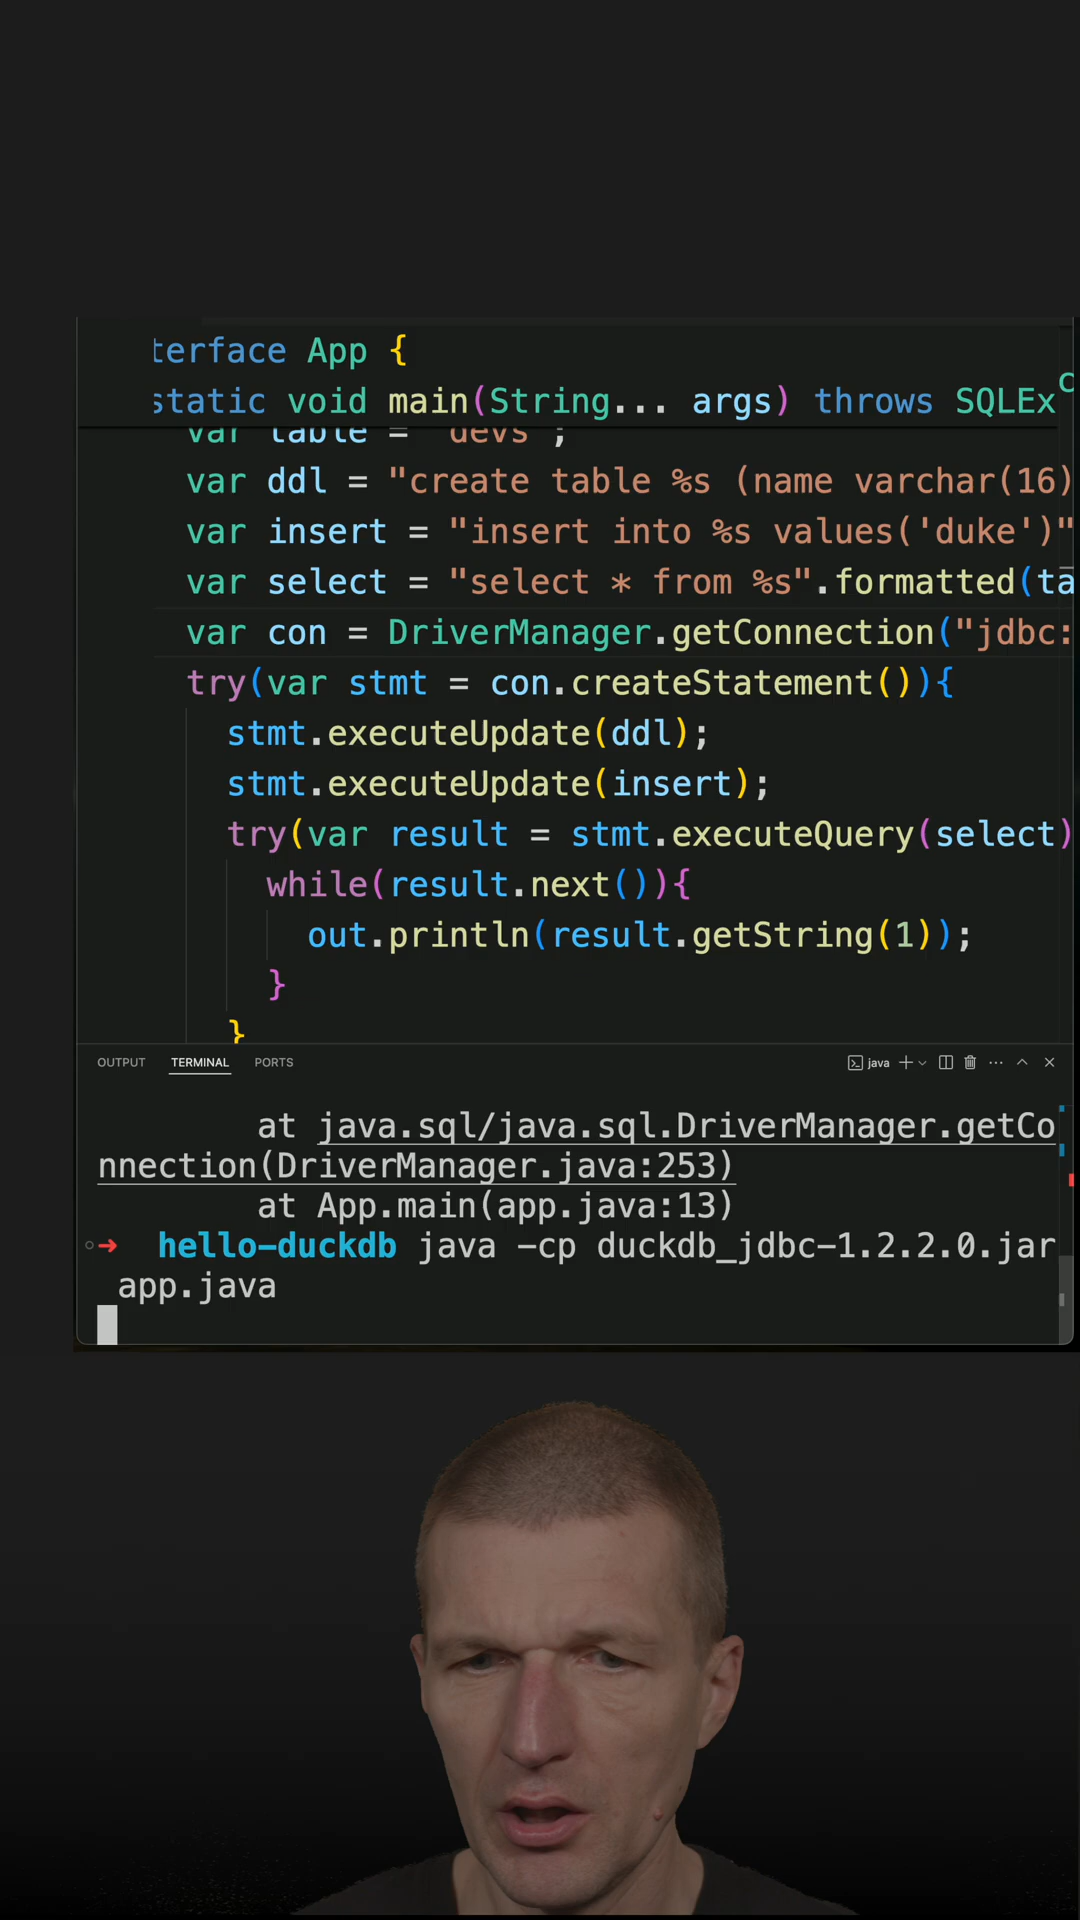 terface App {
static void main(String... args) throws SQLEx
var table = "devs";
var ddl = "create table %s (name varchar(16)
var insert = "insert into %s values('duke')"
var select = "select * from %s".formatted(ta
var con = DriverManager.getConnection("jdbc:
try(var stmt = con.createStatement()){
stmt.executeUpdate(ddl);
stmt.executeUpdate(insert);
try(var result = stmt.executeQuery(select)
while(result.next()){
out.println(result.getString(1));
}
}
OUTPUT TERMINAL PORTS java
at java.sql/java.sql.DriverManager.getCo
nnection(DriverManager.java:253)
at App.main(app.java:13)
➜ hello-duckdb java -cp duckdb_jdbc-1.2.2.0.jar
app.java